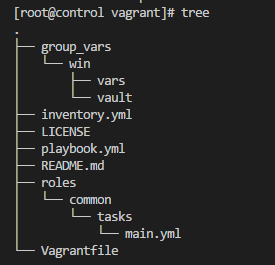 [root@control vagrant]# tree
.
├── group_vars
│   └── win
│       ├── vars
│       └── vault
├── inventory.yml
├── LICENSE
├── playbook.yml
├── README.md
├── roles
│   └── common
│       └── tasks
│           └── main.yml
└── Vagrantfile